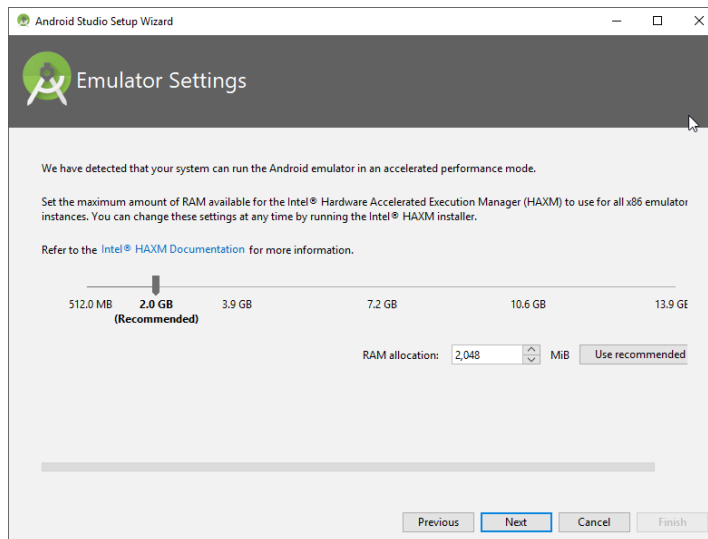 Android Studio Setup Wizard
Emulator Settings
We have detected that your system can run the Android emulator in an accelerated performance mode.
Set the maximum amount of RAM available for the Intel® Hardware Accelerated Execution Manager (HAXM) to use for all x86 emulator
instances. You can change these settings at any time by running the Intel® HAXM installer.
Refer to the Intel® HAXM Documentation for more information.
512.0 MB 2.0 GB 3.9 GB 7.2 GB 10.6 GB 13.9 GE
(Recommended)
RAM allocation: 2,048 MiB Use recommended
Previous Next Cancel Finish